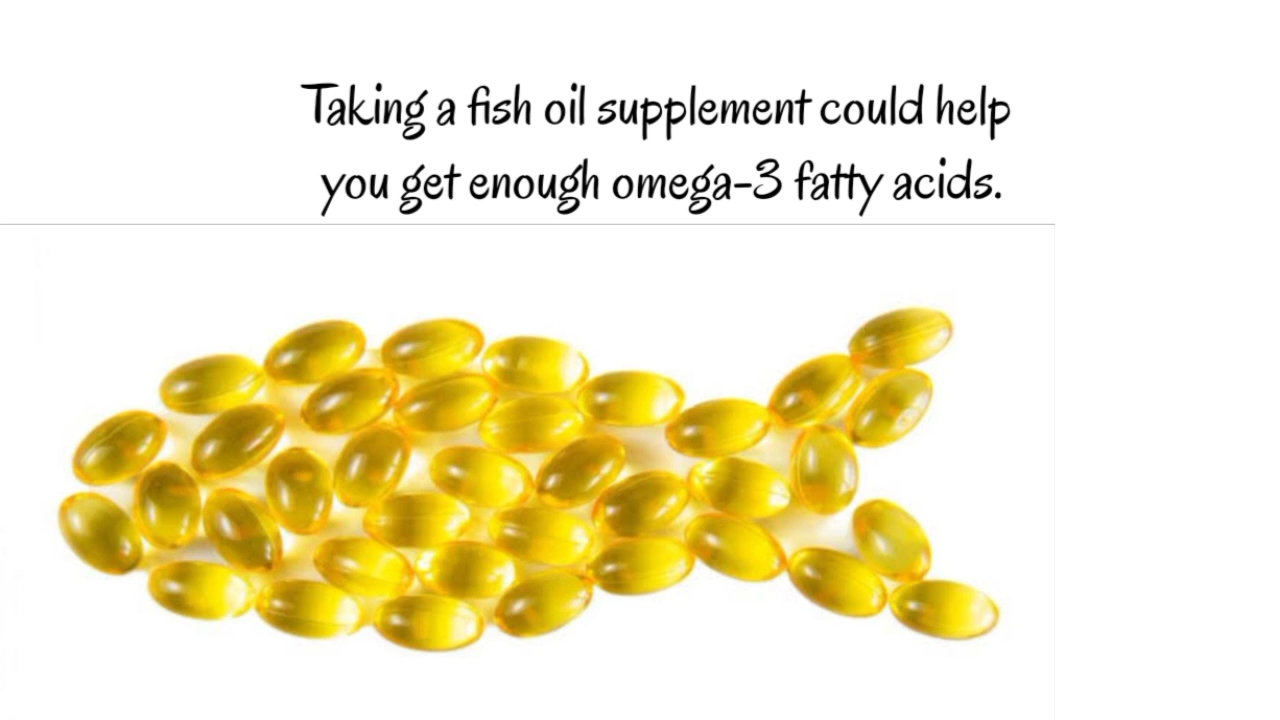 Taking a fish oil supplement could help
you get enough omega-3 fatty acids.